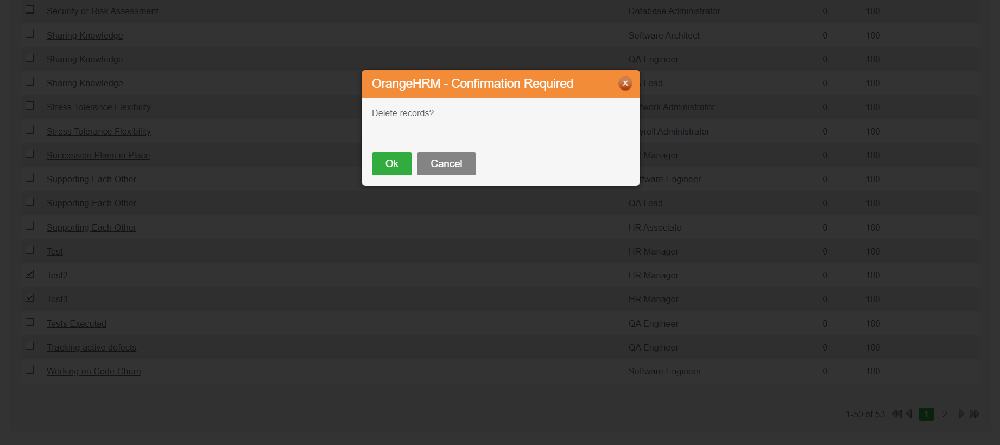 Security or Risk Assessment Database Administrator 0 100
Sharing Knowledge Software Architect 0 100
Sharing Knowledge QA Engineer 0 100
OrangeHRM - Confirmation Required x
Sharing Knowledge Lead 0 100
Stress Tolerance Flexibility twork Administrator 0 100
Delete records?
Stress Tolerance Flexibility yroll Administrator 0 100
Succession Plans in Place Manager 0 100
Ok Cancel
Supporting Each Other ftware Engineer 0 100
Supporting Each Other QA Lead 0 100
Supporting Each Other HR Associate 0 100
Test HR Manager 0 100
Test2 HR Manager 0 100
Test3 HR Manager 0 100
Tests Executed QA Engineer 0 100
Tracking active defects QA Engineer 0 100
Working on Code Churn Software Engineer 0 100
1-50 of 53 1 2